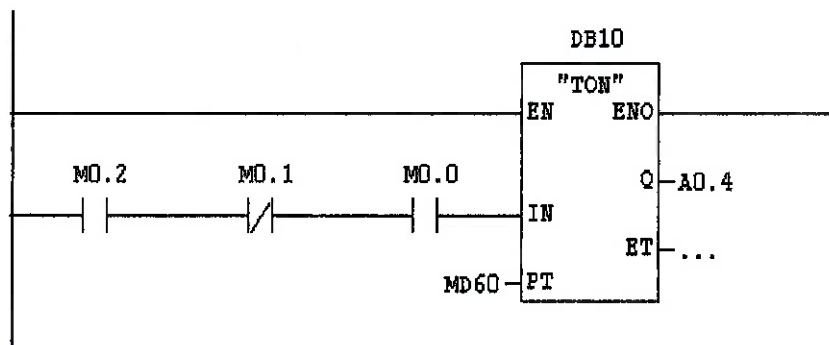 DB10
"TON"
EN ENO
M0.2 M0.1 M0.0
Q A0.4
IN
ET ...
MD60 PT